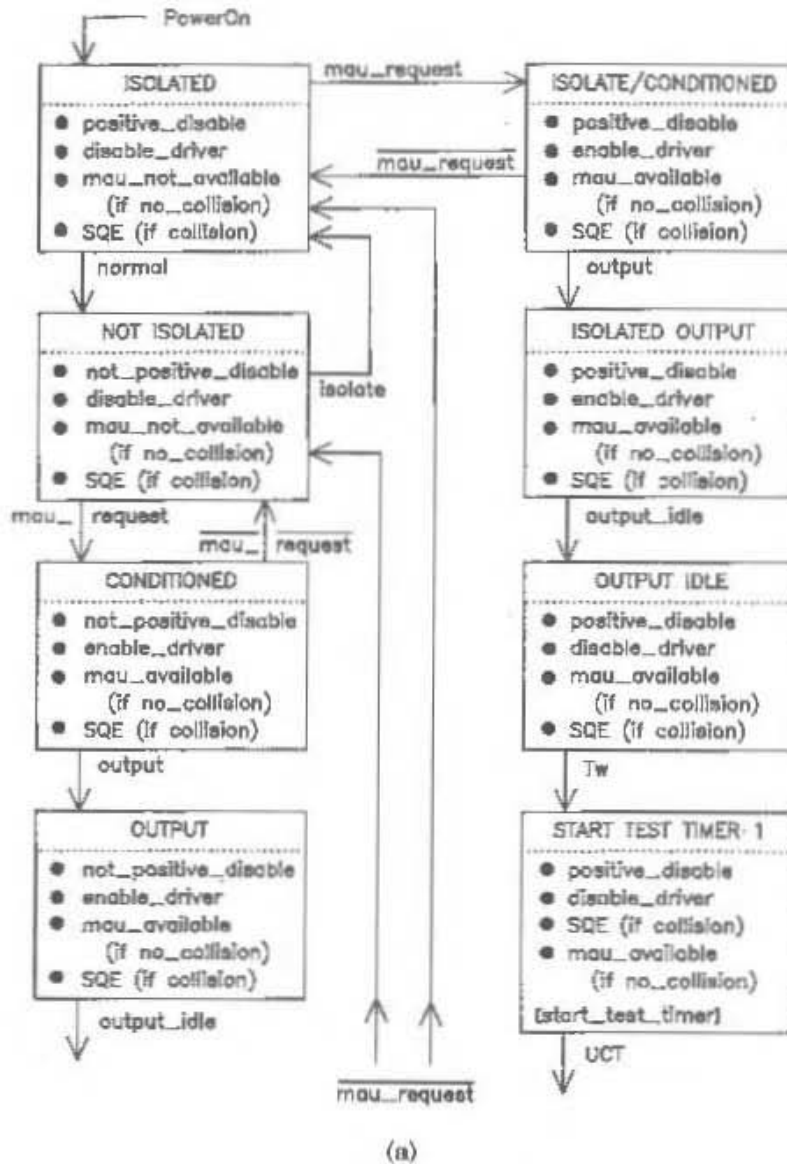 PowerOn
ISOLATED
● positive_disable
● disable_driver
● mau_not_available
(if no_collision)
● SQE (if collision)
mau_request
mau_request
normal
NOT ISOLATED
● not_positive_disable
● disable_driver
● mau_not_available
(if no_collision)
● SQE (if collision)
isolate
mau_ request
mau_ request
CONDITIONED
● not_positive_disable
● enable_driver
● mau_available
(if no_collision)
● SQE (if collision)
output
OUTPUT
● not_positive_disable
● enable_driver
● mau_available
(if no_collision)
● SQE (if collision)
output_idle
mau_request
ISOLATE/CONDITIONED
● positive_disable
● enable_driver
● mau_available
(if no_collision)
● SQE (if collision)
output
ISOLATED OUTPUT
● positive_disable
● enable_driver
● mau_available
(if no_collision)
● SQE (if collision)
output_idle
OUTPUT IDLE
● positive_disable
● disable_driver
● mau_available
(if no_collision)
● SQE (if collision)
Tw
START TEST TIMER 1
● positive_disable
● disable_driver
● SQE (if collision)
● mau_available
(if no_collision)
[start_test_timer]
UCT
(a)